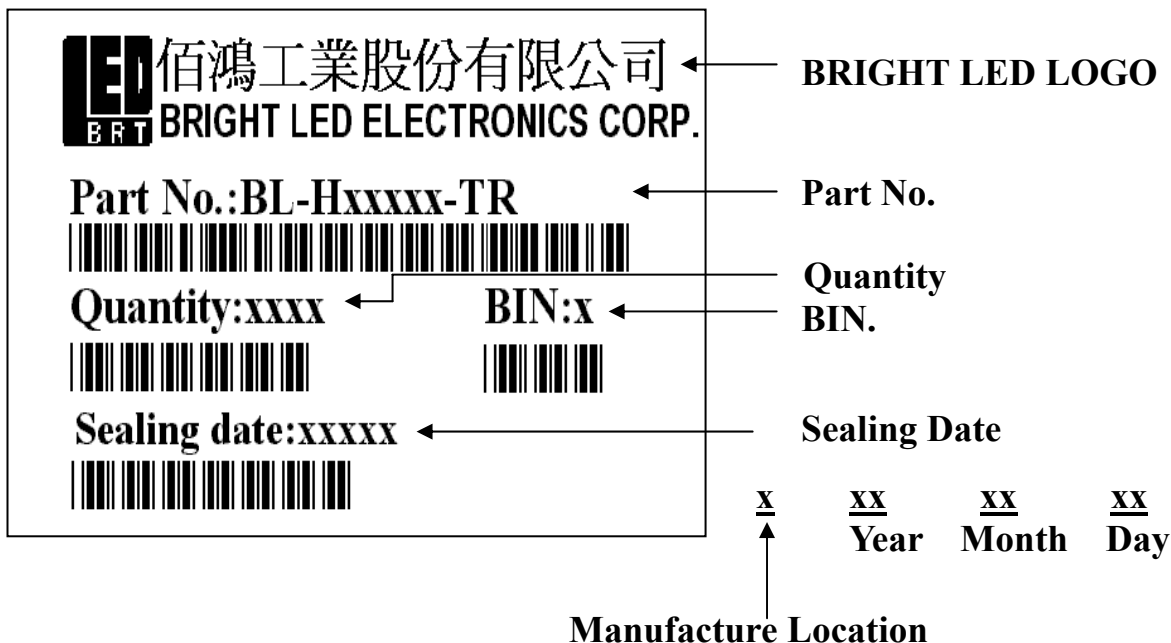 LED
BRT
佰鴻工業股份有限公司
BRIGHT LED ELECTRONICS CORP.
BRIGHT LED LOGO
Part No.:BL-Hxxxxx-TR
Part No.
Quantity:xxxx
BIN:x
Quantity
BIN.
Sealing date:xxxxx
Sealing Date
x xx xx xx
Year Month Day
Manufacture Location